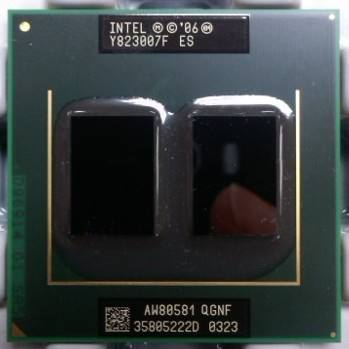 INTEL Ⓜ ©'06 ⓔ
Y823007F ES
AW80581 QGNF
35805222D 0323